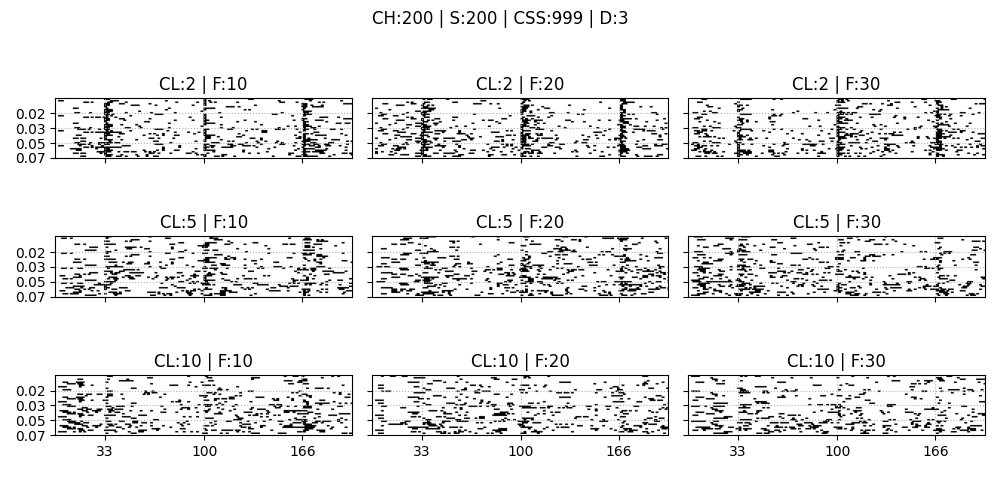 CH:200 | S:200 | CSS:999 | D:3
CL:2 | F:10
CL:2 | F:20
CL:2 | F:30
0.02
0.03
0.05
0.07
CL:5 | F:10
CL:5 | F:20
CL:5 | F:30
0.02
0.03
0.05
0.07
CL:10 | F:10
CL:10 | F:20
CL:10 | F:30
0.02
0.03
0.05
0.07
33 100 166
33 100 166
33 100 166